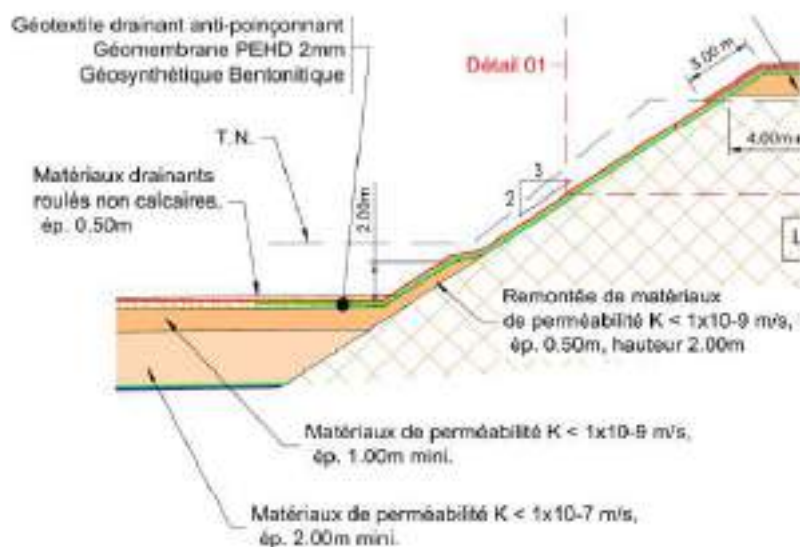 Géotextile drainant anti-poinçonnant
Géomembrane PEHD 2mm
Géosynthétique Bentonitique
Détail 01
3.00 m
T.N.
Matériaux drainants
roulés non calcaires,
ép. 0.50m
2.00m
3
2
4.00m
L
Remontée de matériaux
de perméabilité K < 1x10-9 m/s,
ép. 0.50m, hauteur 2.00m
Matériaux de perméabilité K < 1x10-9 m/s,
ép. 1.00m mini.
Matériaux de perméabilité K < 1x10-7 m/s,
ép. 2.00m mini.